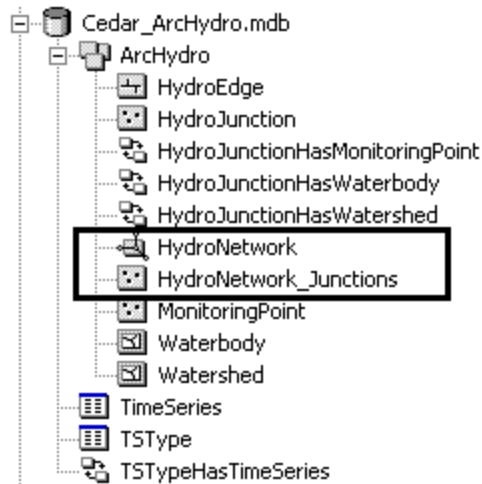 Cedar_ArcHydro.mdb
ArcHydro
HydroEdge
HydroJunction
HydroJunctionHasMonitoringPoint
HydroJunctionHasWaterbody
HydroJunctionHasWatershed
HydroNetwork
HydroNetwork_Junctions
MonitoringPoint
Waterbody
Watershed
TimeSeries
TSType
TSTypeHasTimeSeries